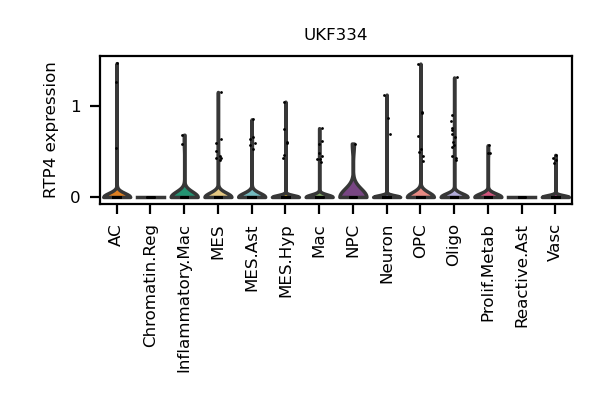 UKF334
RTP4 expression
1
0
AC
Chromatin.Reg
Inflammatory.Mac
MES
MES.Ast
MES.Hyp
Mac
NPC
Neuron
OPC
Oligo
Prolif.Metab
Reactive.Ast
Vasc